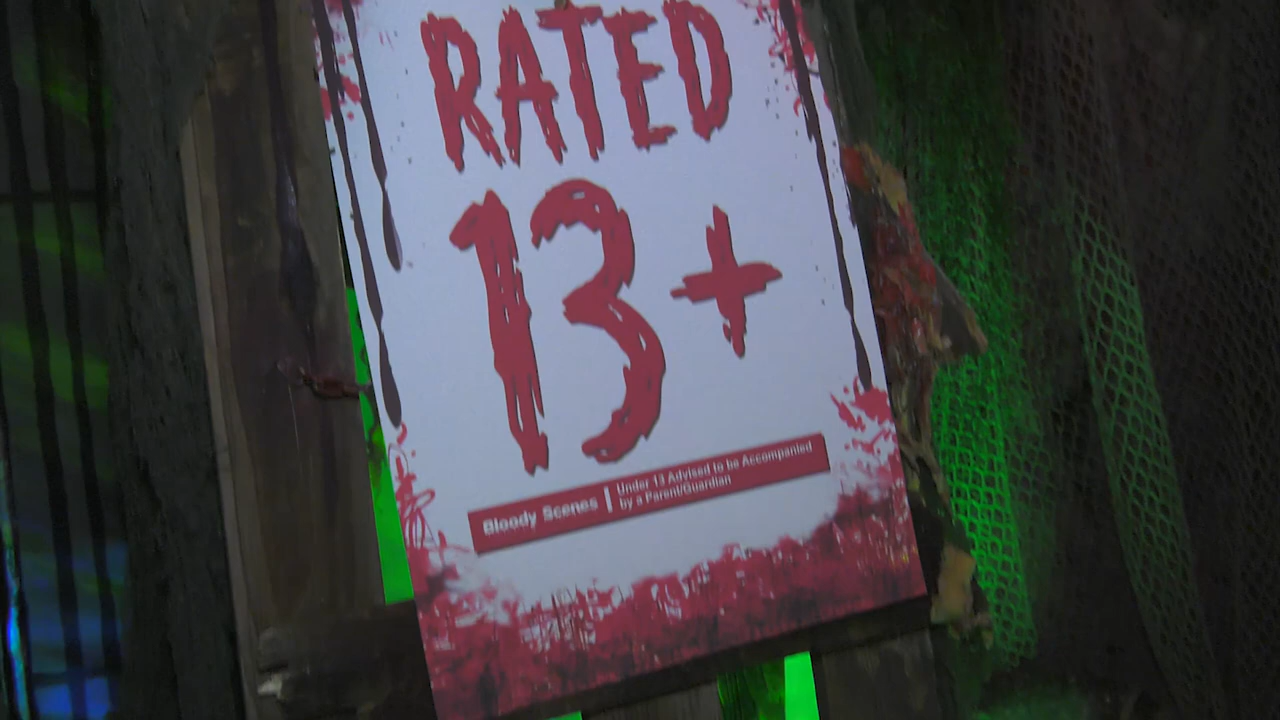 RATED
13+
Bloody Scenes
Under 13 Advised to be Accompanied
by a Parent/Guardian